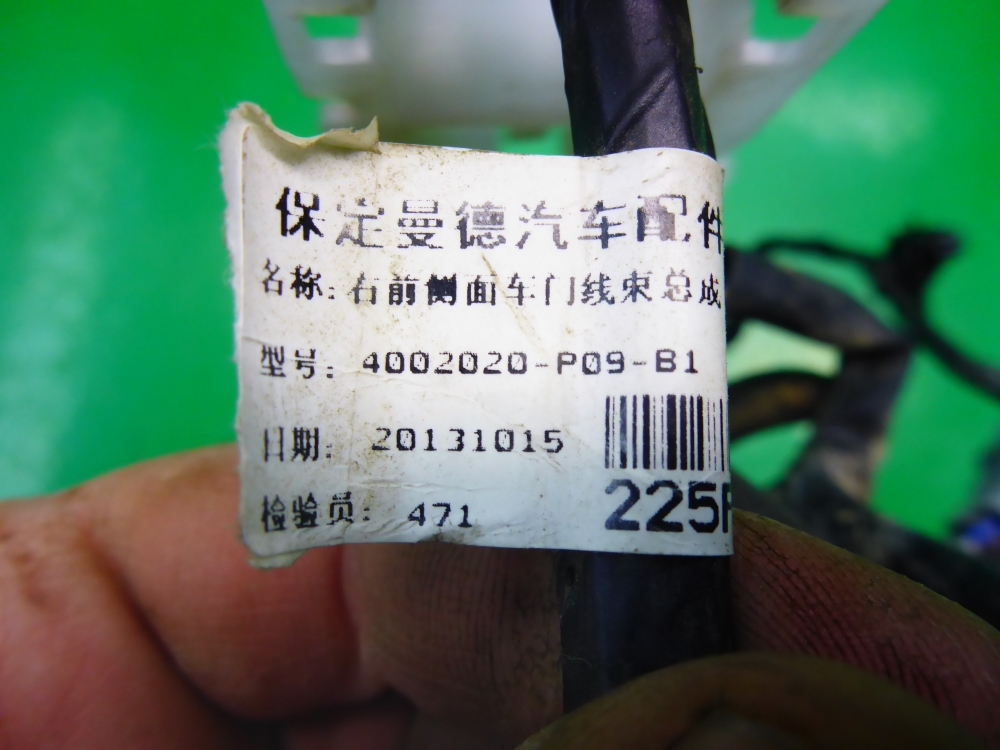 保定曼德汽车配件
名称: 右前侧面车门线束总成
型号: 4002020-P09-B1
日期: 20131015
检验员: 471
225